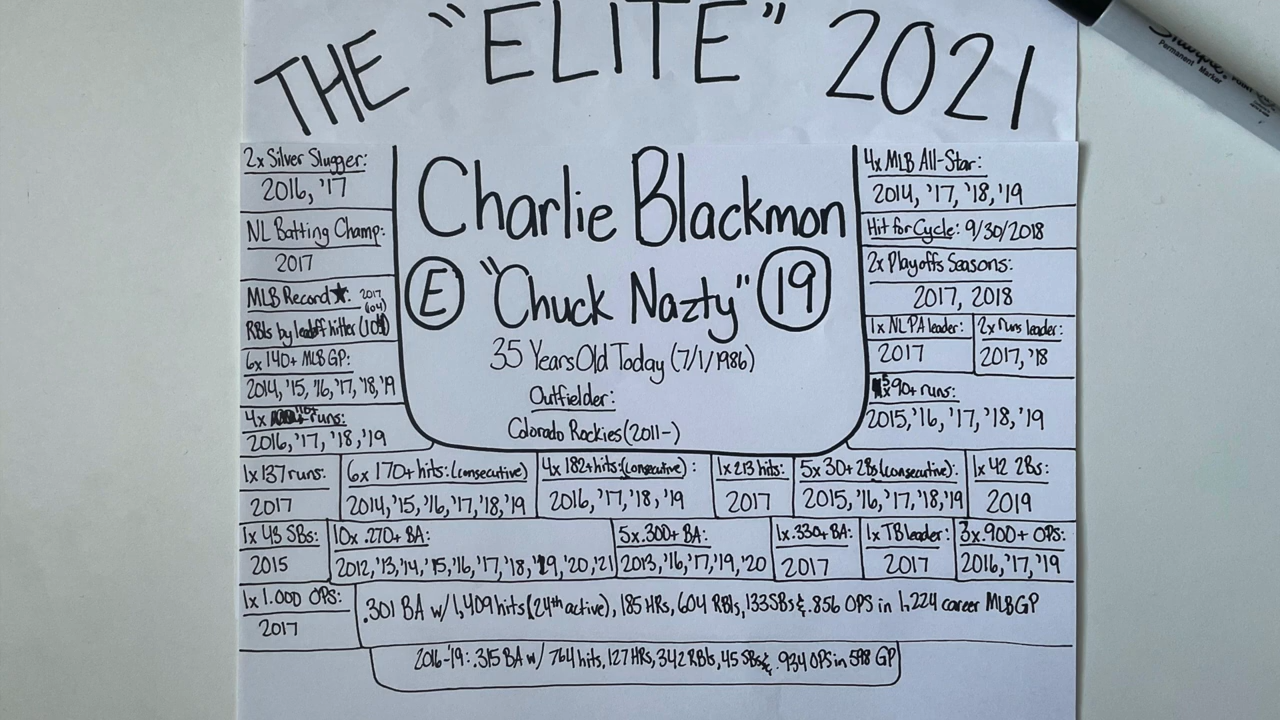 THE "ELITE" 2021
Sharpie
Permanent Marker
2x Silver Slugger:
2016, '17
NL Batting Champ:
2017
MLB Record★: 2017
(104)
RBIs by leadoff hitter
6x 140+ MLB GP:
2014, '15, '16, '17, '18, '19
4x runs:
2016, '17, '18, '19
Charlie Blackmon
E "Chuck Nazty" 19
35 Years Old Today (7/1/1986)
Outfielder:
Colorado Rockies (2011-)
4x MLB All-Star:
2014, '17, '18, '19
Hit for Cycle: 9/30/2018
2x Playoffs Seasons:
2017, 2018
1x NL PA leader:
2017
2x runs leader:
2017, '18
5x 90+ runs:
2015, '16, '17, '18, '19
1x 137 runs:
2017
6x 170+ hits: (consecutive)
2014, '15, '16, '17, '18, '19
4x 182+ hits: (consecutive):
2016, '17, '18, '19
1x 213 hits:
2017
5x 30+ 2Bs (consecutive):
2015, '16, '17, '18, '19
1x 42 2Bs:
2019
1x 43 SBs:
2015
10x .270+ BA:
2012, '13, '14, '15, '16, '17, '18, '19, '20, '21
5x .300+ BA:
2013, '16, '17, '19, '20
1x .330+ BA:
2017
1x TB leader:
2017
3x .900+ OPS:
2016, '17, '19
1x 1.000 OPS:
2017
.301 BA w/ 1,409 hits (24th active), 185 HRs, 604 RBIs, 133 SBs & .856 OPS in 1,224 career MLB GP
2016-19: .315 BA w/ 764 hits, 127 HRs, 342 RBIs, 45 SBs & .934 OPS in 598 GP